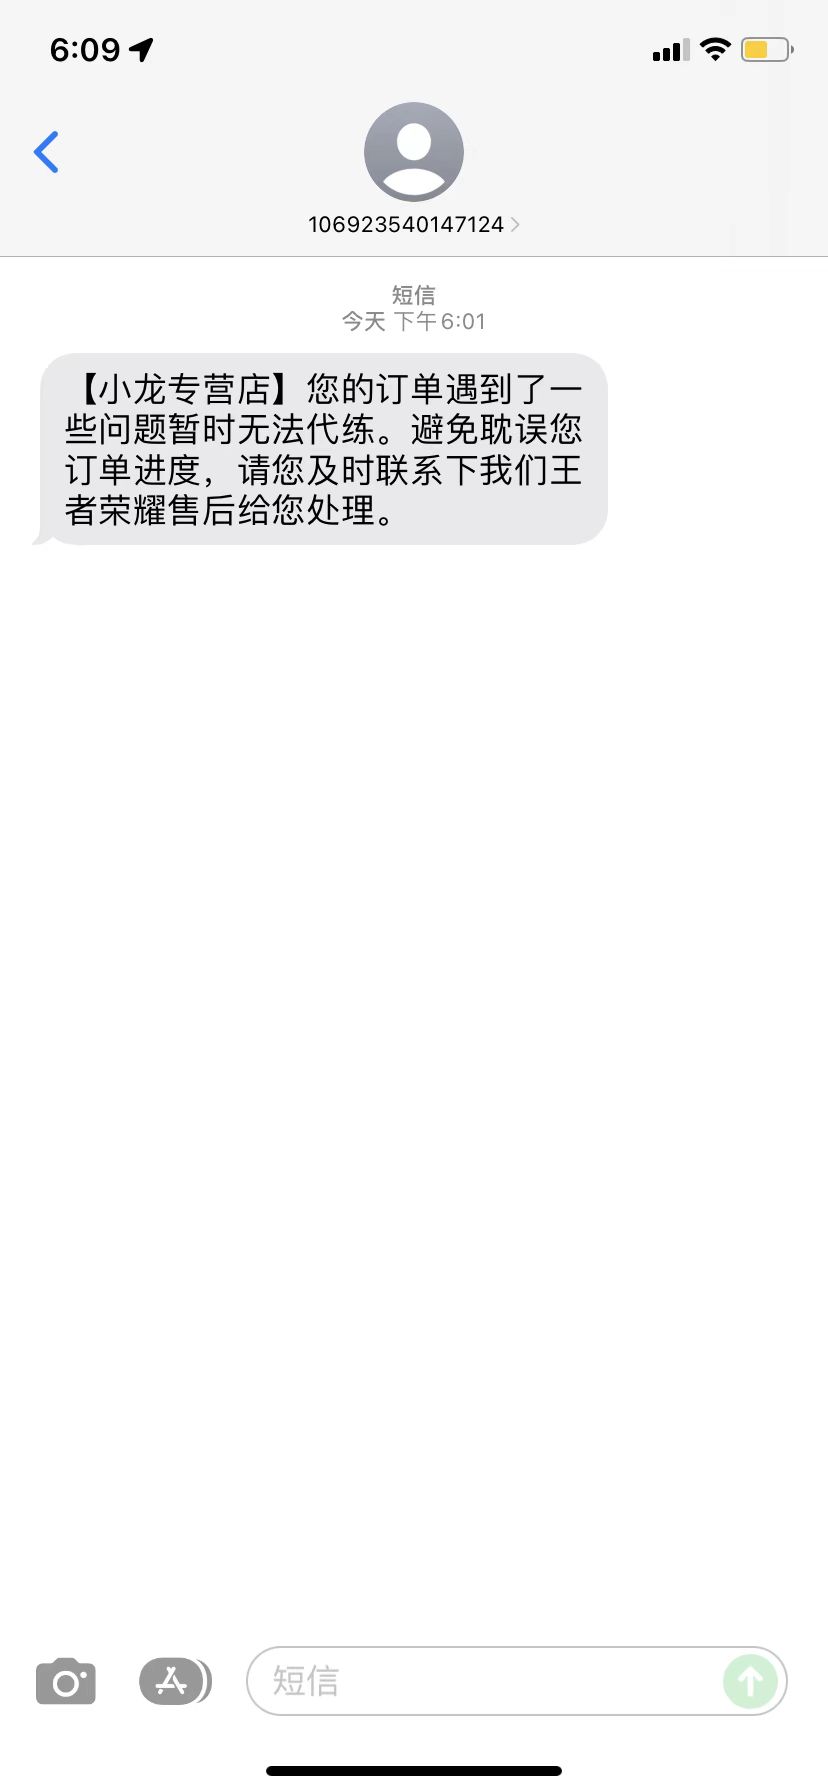 6:09
106923540147124
短信
今天 下午6:01
【小龙专营店】您的订单遇到了一
些问题暂时无法代练。避免耽误您
订单进度，请您及时联系下我们王
者荣耀售后给您处理。
短信